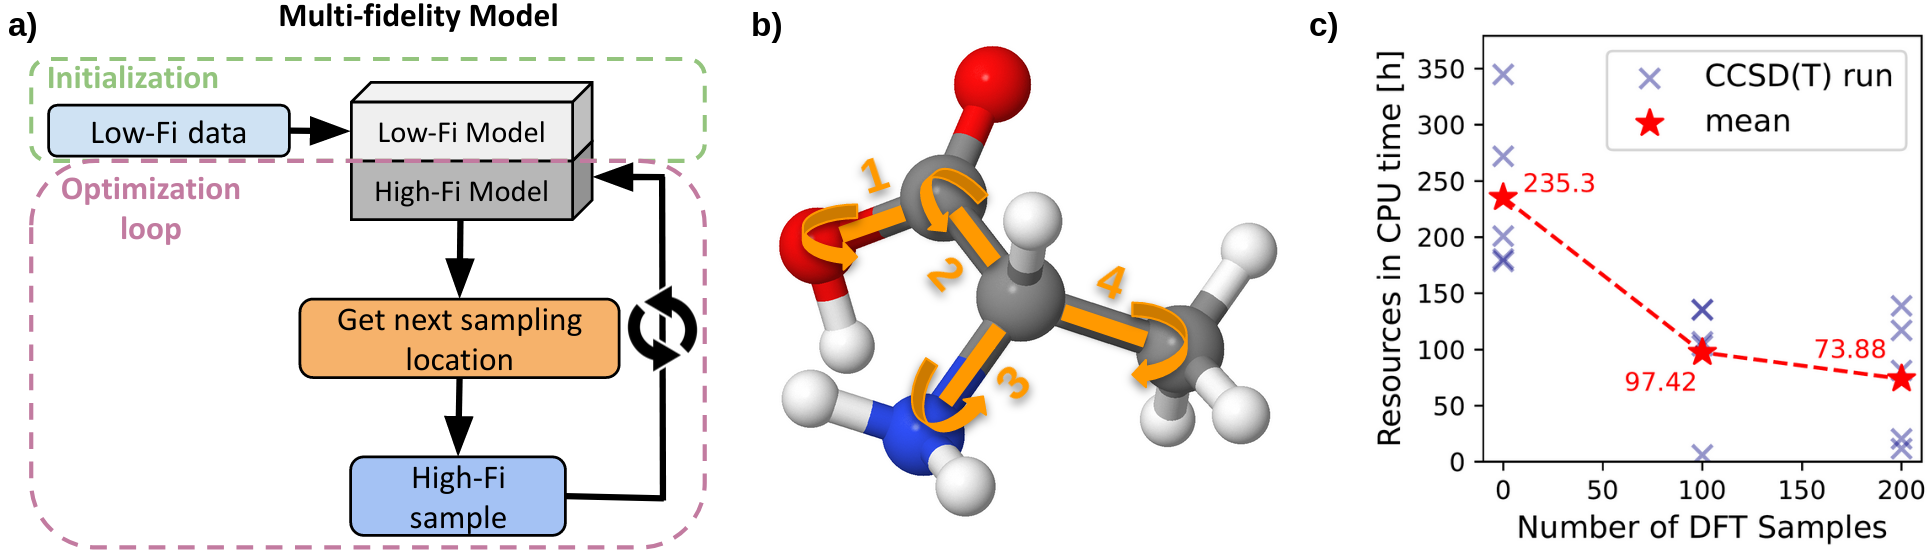 a)
Multi-fidelity Model
Initialization
Low-Fi data
Low-Fi Model
High-Fi Model
Optimization
loop
Get next sampling
location
High-Fi
sample
b)
1
2
3
4
c)
Resources in CPU time [h]
350
300
250
200
150
100
50
0
CCSD(T) run
mean
235.3
97.42
73.88
0
50
100
150
200
Number of DFT Samples